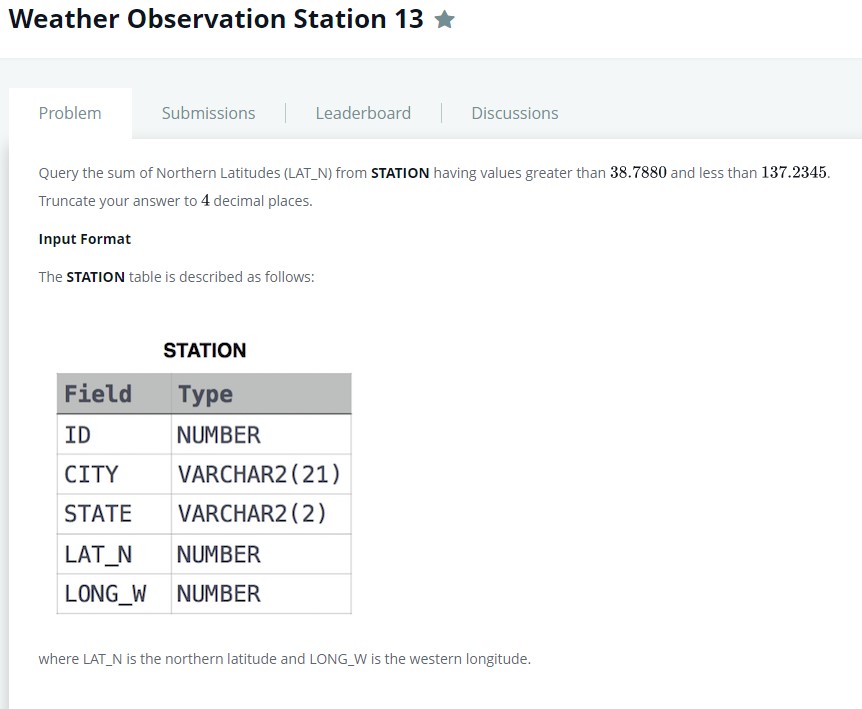 Weather Observation Station 13
Problem
Submissions
Leaderboard
Discussions
Query the sum of Northern Latitudes (LAT_N) from STATION having values greater than 38.7880 and less than 137.2345.
Truncate your answer to 4 decimal places.
Input Format
The STATION table is described as follows:
STATION
Field Type
ID NUMBER
CITY VARCHAR2(21)
STATE VARCHAR2(2)
LAT_N NUMBER
LONG_W NUMBER
where LAT_N is the northern latitude and LONG_W is the western longitude.